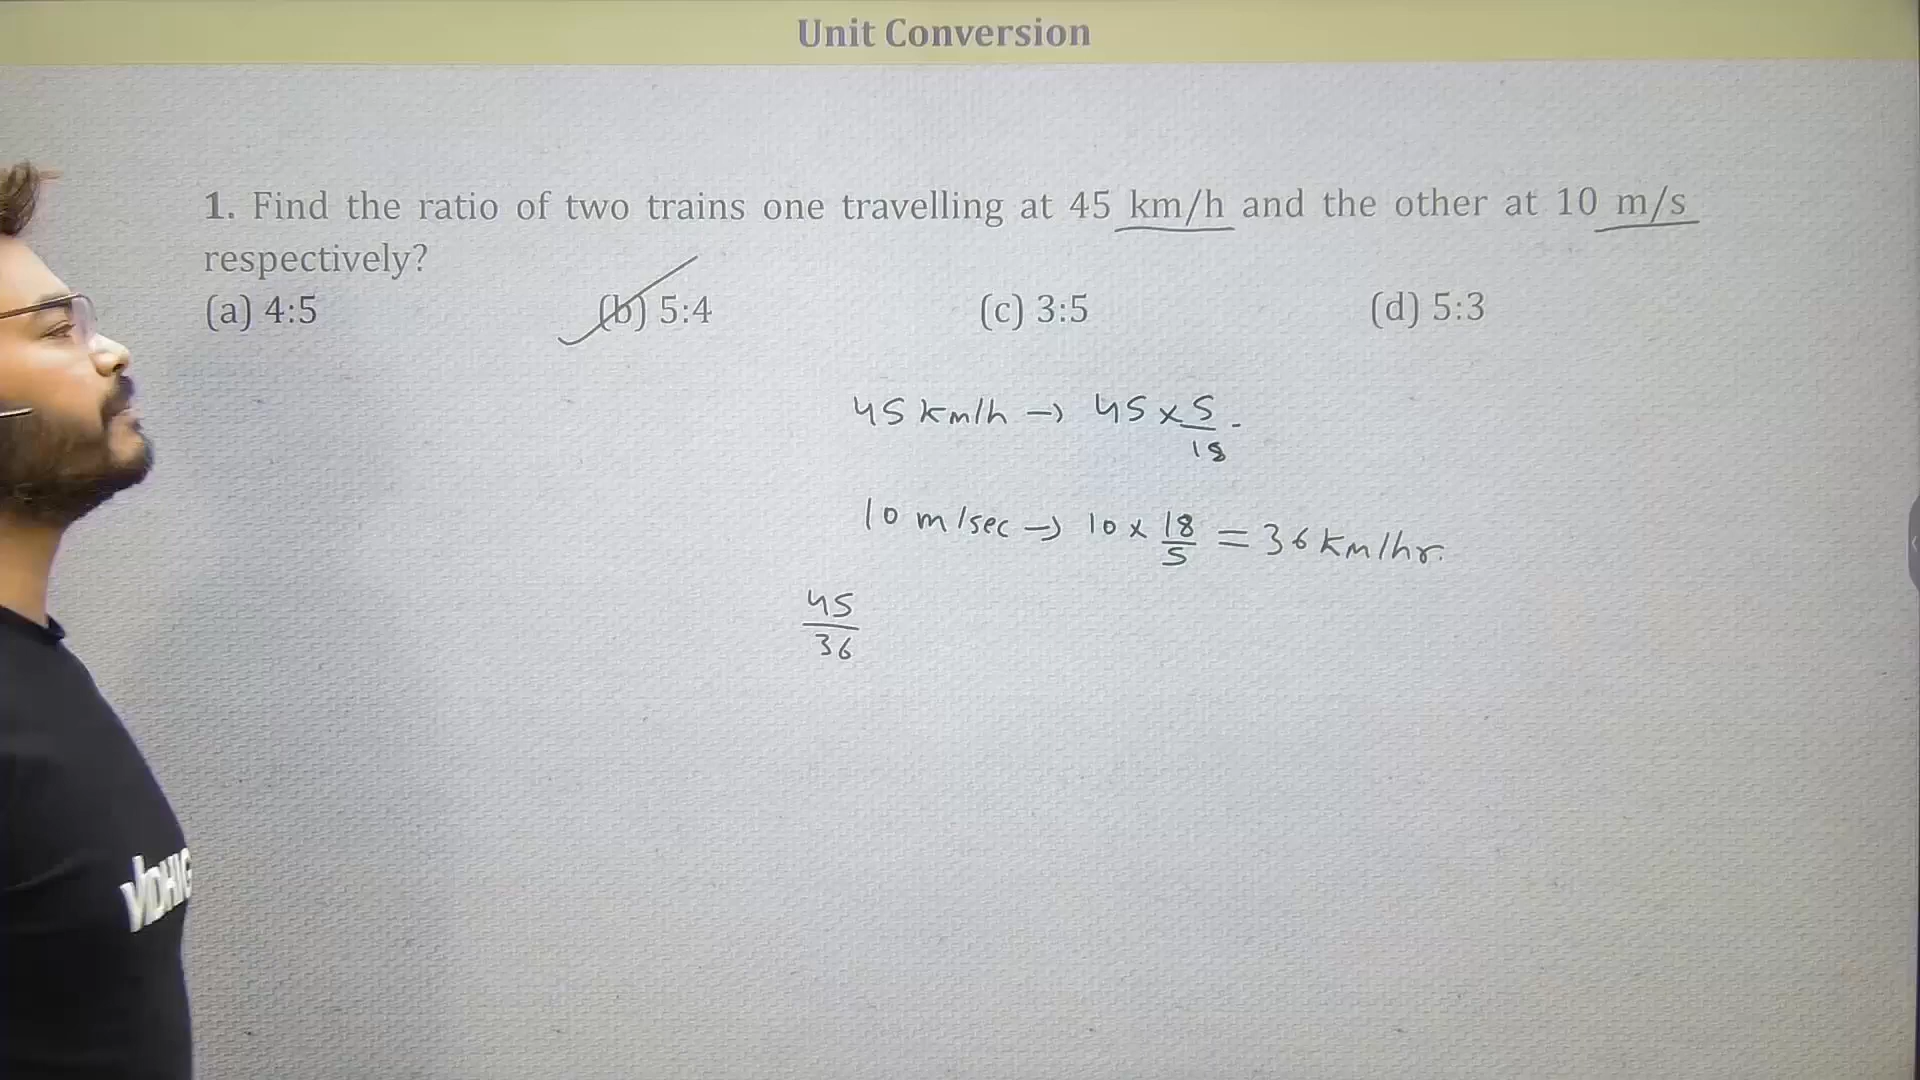 Unit Conversion
1. Find the ratio of two trains one travelling at 45 km/h and the other at 10 m/s
respectively?
(a) 4:5 (b) 5:4 (c) 3:5 (d) 5:3
45 km/h → 45 × 5/18
10 m/sec → 10 × 18/5 = 36 km/hr.
45/36